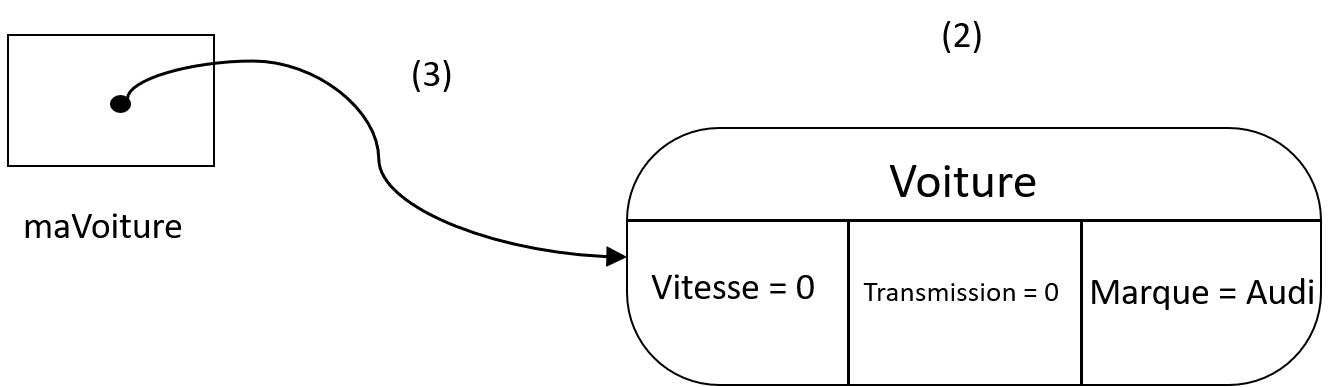 (2)
(3)
maVoiture
Voiture
Vitesse = 0
Transmission = 0
Marque = Audi